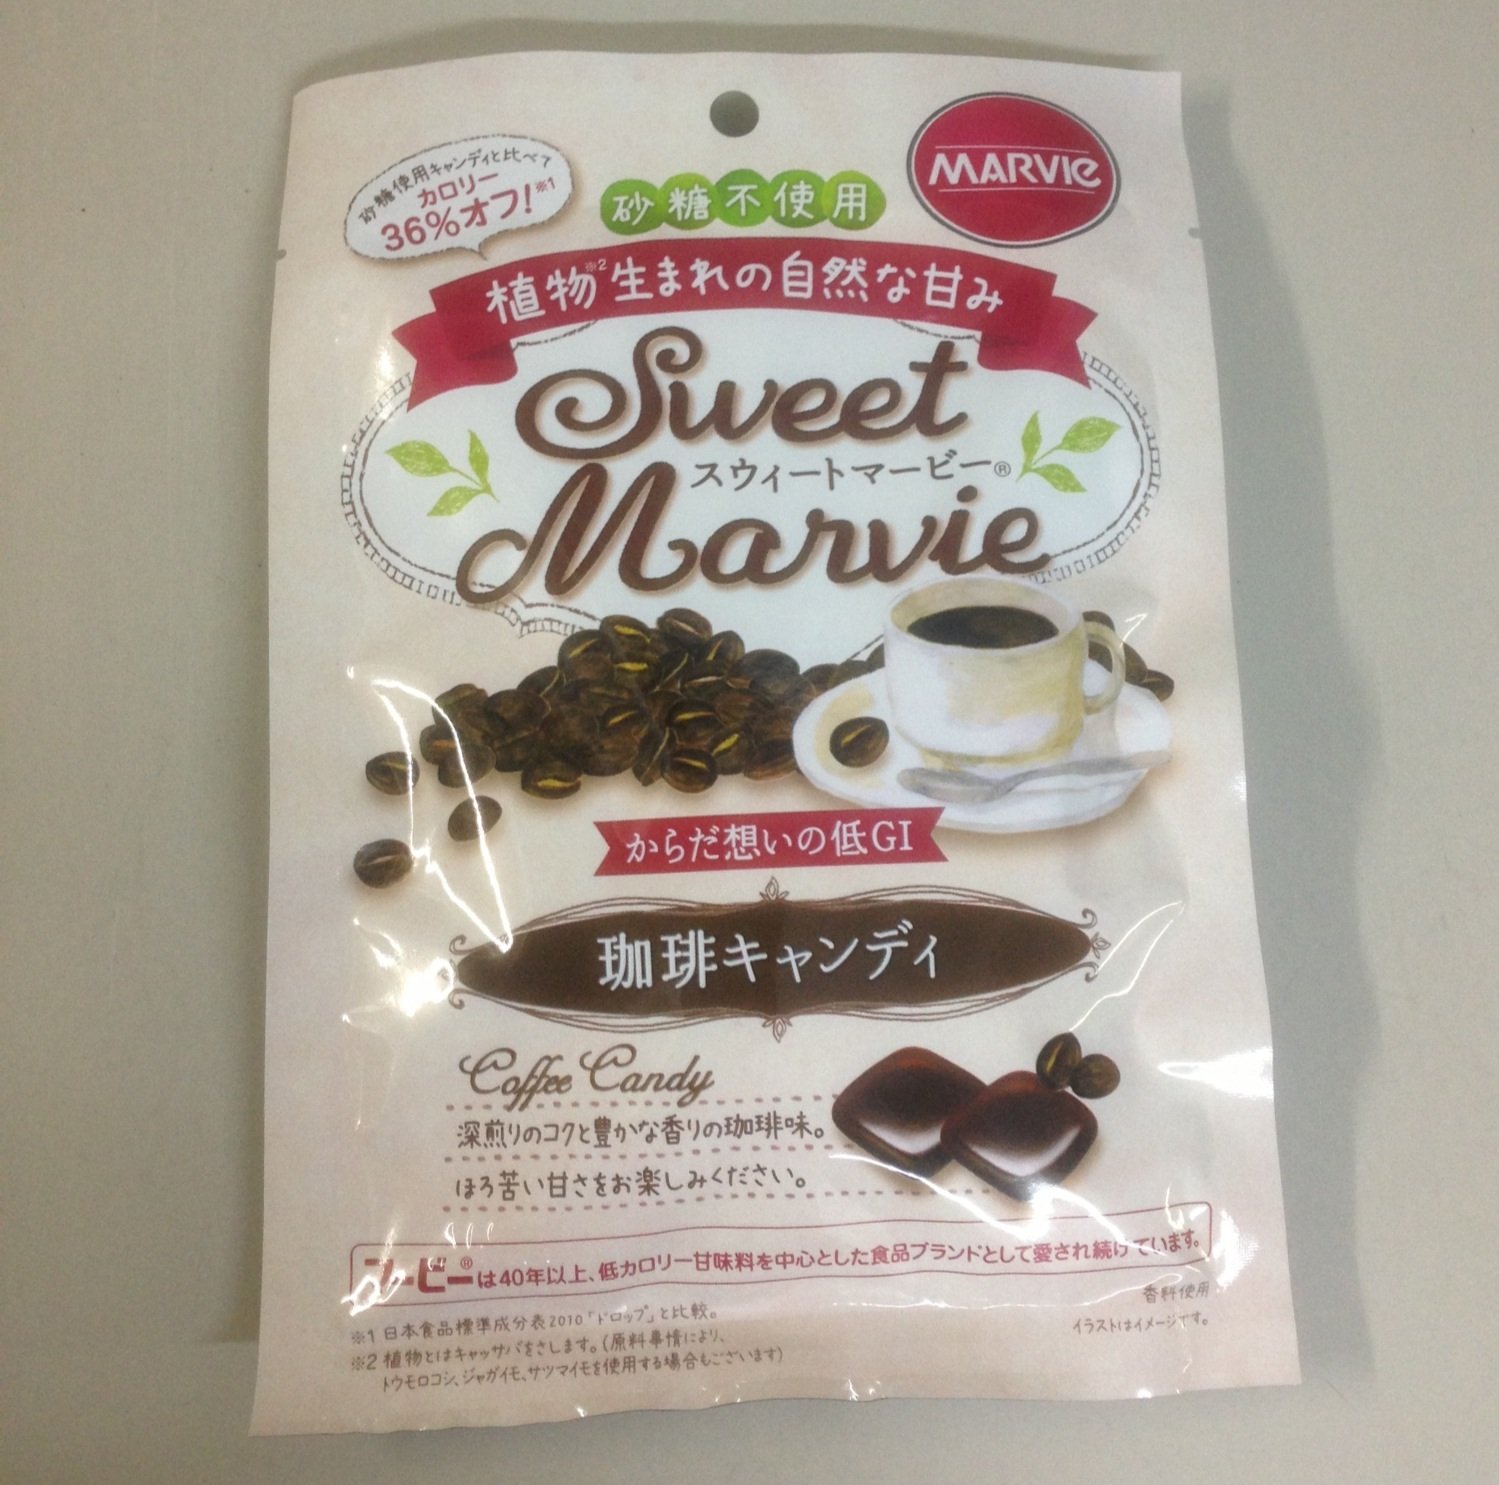 砂糖使用キャンディと比べて
カロリー
36%オフ!※1
砂糖不使用
MARVIE
植物※2生まれの自然な甘み
Sweet
スウィートマービー®
Marvie
からだ想いの低GI
珈琲キャンディ
Coffee Candy
深煎りのコクと豊かな香りの珈琲味。
ほろ苦い甘さをお楽しみください。
マービー®は40年以上、低カロリー甘味料を中心とした食品ブランドとして愛され続けています。
香料使用
※1 日本食品標準成分表2010「ドロップ」と比較。
イラストはイメージです。
※2 植物とはキャッサバをさします。(原料事情により、
トウモロコシ、ジャガイモ、サツマイモを使用する場合もございます)